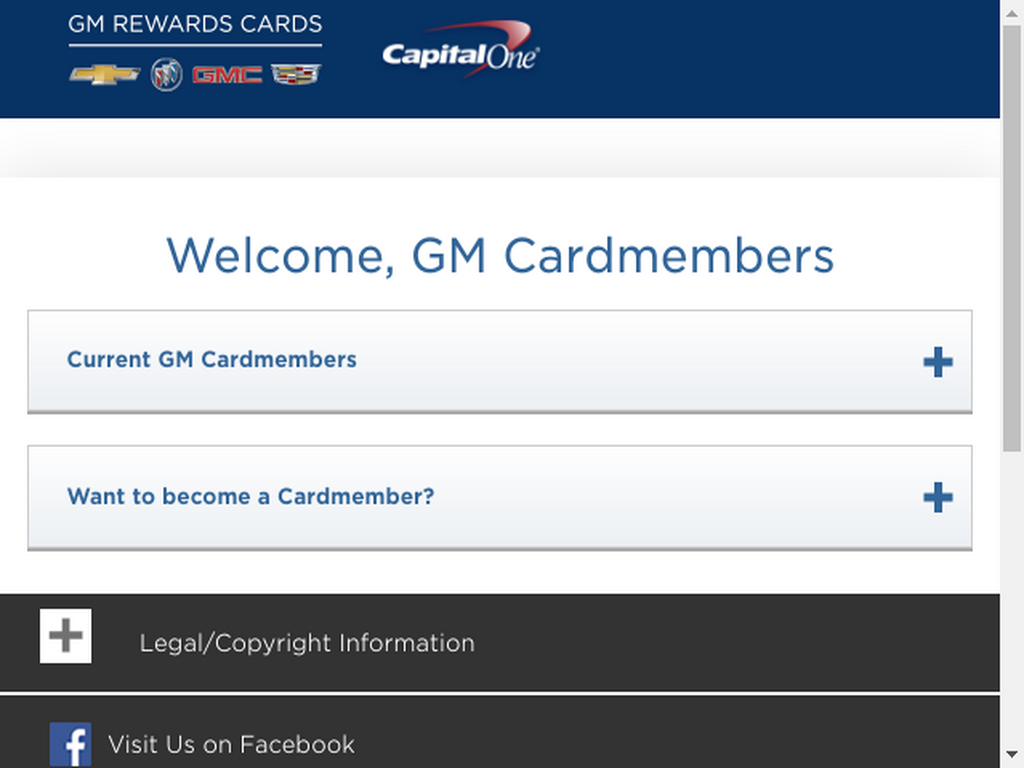 GM REWARDS CARDS
GMC
Capital One
Welcome, GM Cardmembers
Current GM Cardmembers
Want to become a Cardmember?
Legal/Copyright Information
Visit Us on Facebook